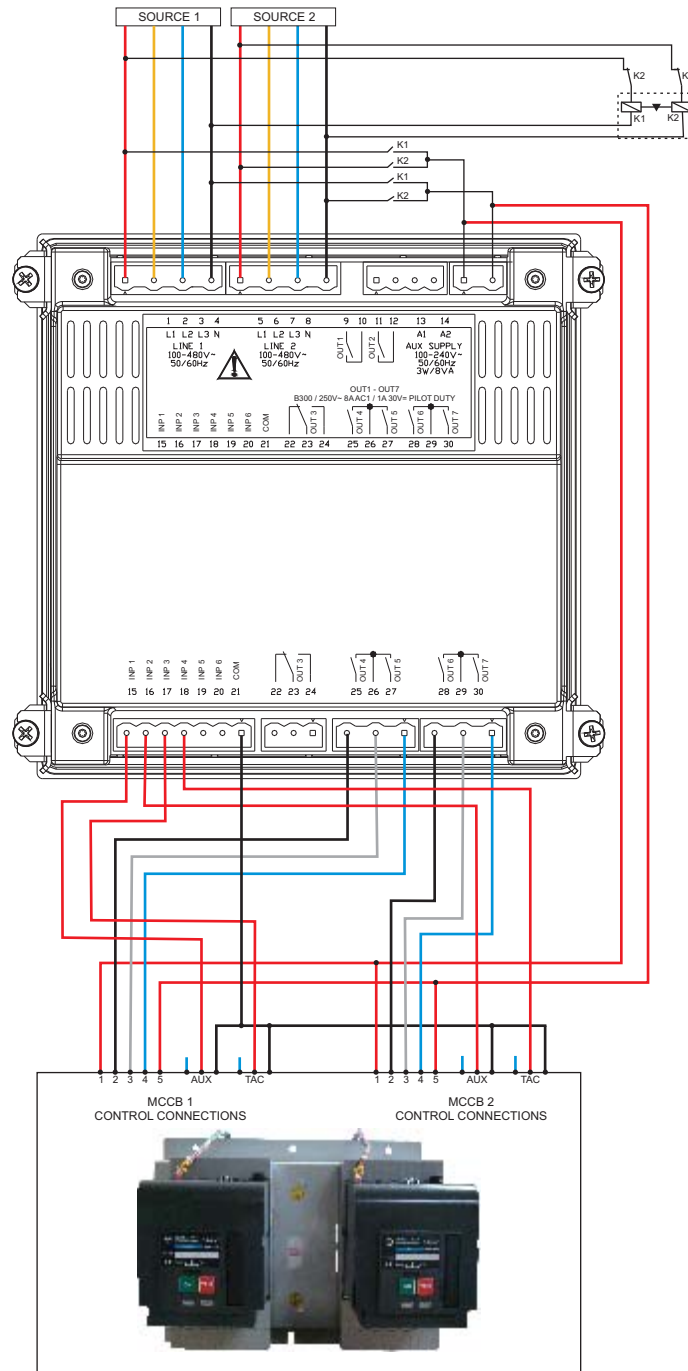 SOURCE 1 SOURCE 2
K2 K
K1 K2
K1
K2
K1
K2
1 2 3 4 5 6 7 8 9 10 11 12 13 14
L1 L2 L3 N L1 L2 L3 N OUT 1 OUT 2 A1 A2
LINE 1 LINE 2 AUX SUPPLY
100-480V~ 100-480V~ 100-240V~
50/60Hz 50/60Hz 50/60Hz
3W/8VA
OUT1 - OUT7
B300 / 250V~ 8A AC1 / 1A 30V= PILOT DUTY
INP 1 INP 2 INP 3 INP 4 INP 5 INP 6 COM OUT 3 OUT 4 OUT 5 OUT 6 OUT 7
15 16 17 18 19 20 21 22 23 24 25 26 27 28 29 30
INP 1 INP 2 INP 3 INP 4 INP 5 INP 6 COM OUT 3 OUT 4 OUT 5 OUT 6 OUT 7
15 16 17 18 19 20 21 22 23 24 25 26 27 28 29 30
1 2 3 4 5 AUX TAC 1 2 3 4 5 AUX TAC
MCCB 1 MCCB 2
CONTROL CONNECTIONS CONTROL CONNECTIONS